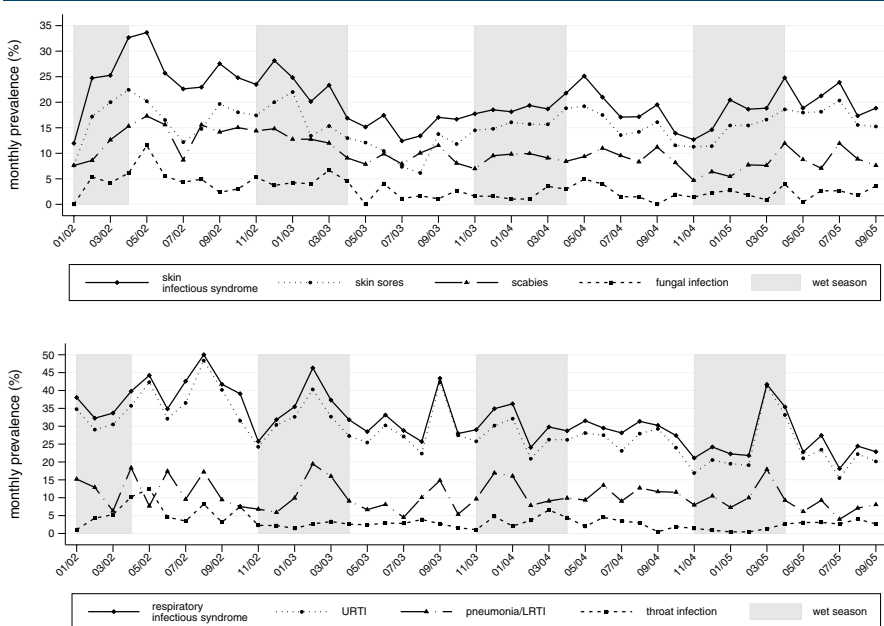 monthly prevalence (%)
35
30
25
20
15
10
5
0
01/02 03/02 05/02 07/02 09/02 11/02 01/03 03/03 05/03 07/03 09/03 11/03 01/04 03/04 05/04 07/04 09/04 11/04 01/05 03/05 05/05 07/05 09/05
skin
infectious syndrome skin sores scabies fungal infection wet season
monthly prevalence (%)
50
45
40
35
30
25
20
15
10
5
0
01/02 03/02 05/02 07/02 09/02 11/02 01/03 03/03 05/03 07/03 09/03 11/03 01/04 03/04 05/04 07/04 09/04 11/04 01/05 03/05 05/05 07/05 09/05
respiratory
infectious syndrome URTI pneumonia/LRTI throat infection wet season